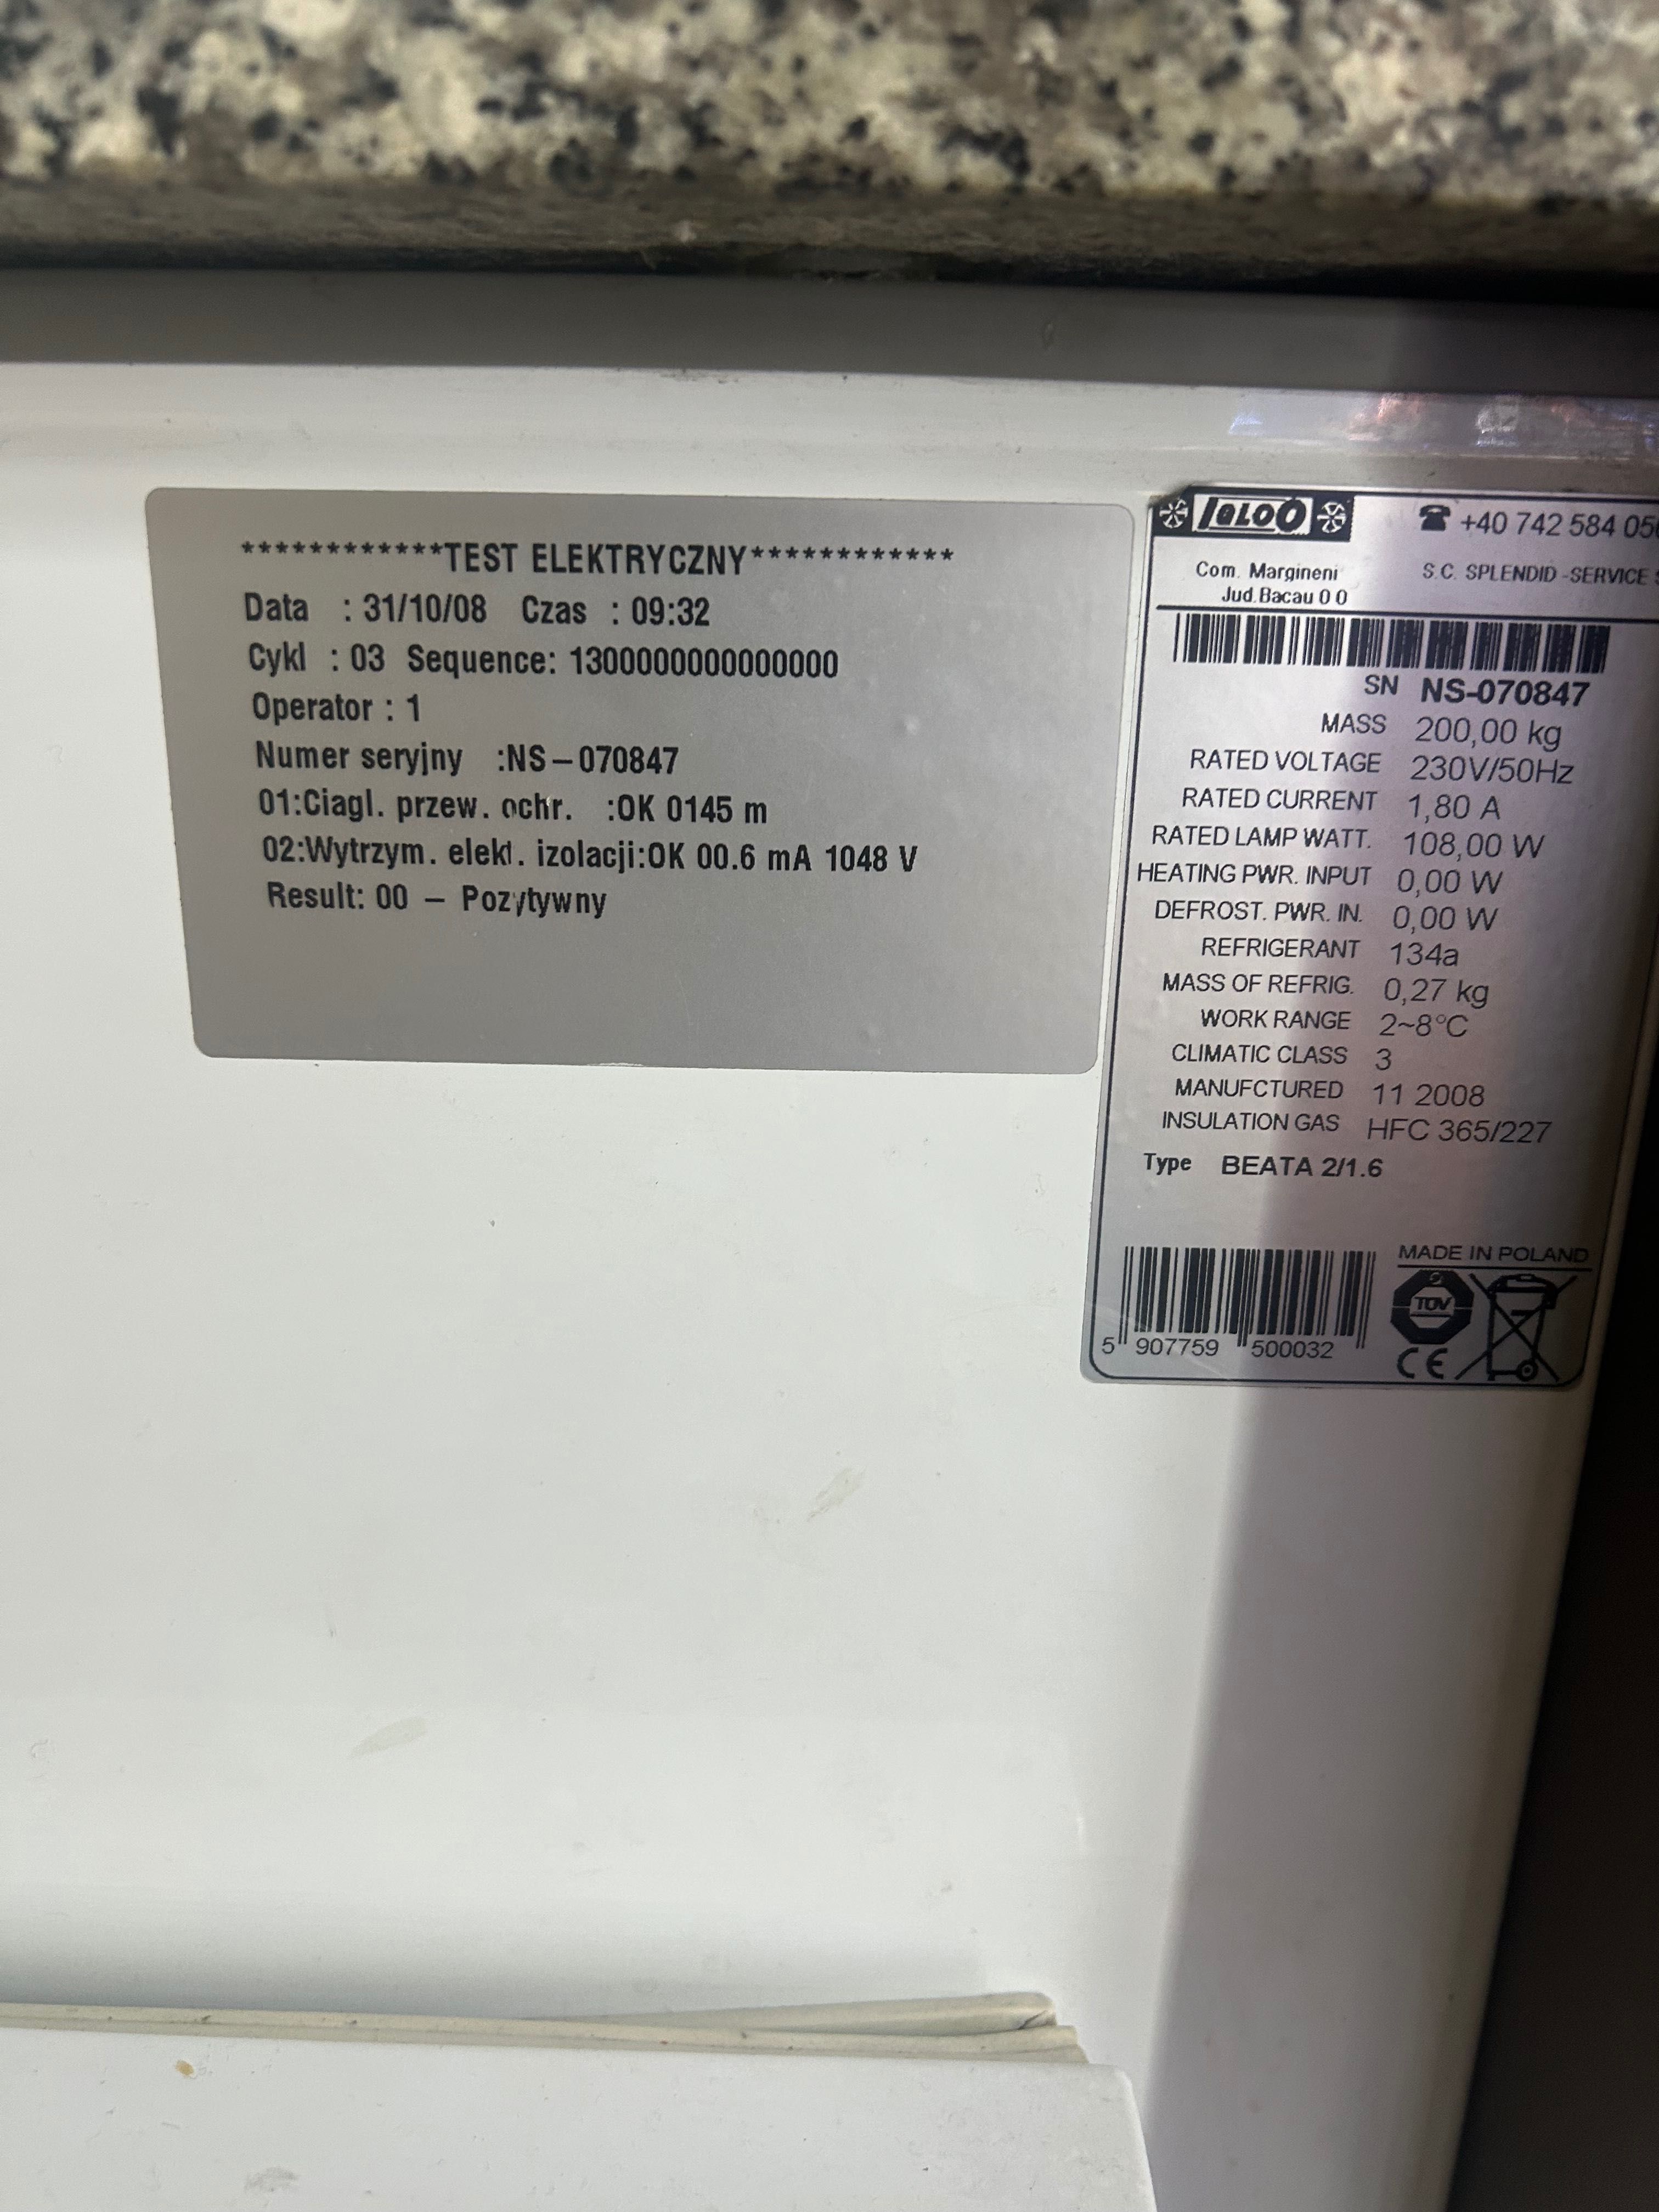 ************TEST ELEKTRYCZNY************
Data : 31/10/08 Czas : 09:32
Cykl : 03 Sequence: 1300000000000000
Operator : 1
Numer seryjny :NS-070847
01:Ciagl. przew. ochr. :OK 0145 m
02:Wytrzym. elekt. izolacji:OK 00.6 mA 1048 V
Result: 00 - Pozytywny
IGLOO
+40 742 584 05
Com. Margineni
Jud.Bacau 0 0
S.C. SPLENDID -SERVICE
SN NS-070847
MASS 200,00 kg
RATED VOLTAGE 230V/50Hz
RATED CURRENT 1,80 A
RATED LAMP WATT. 108,00 W
HEATING PWR. INPUT 0,00 W
DEFROST. PWR. IN. 0,00 W
REFRIGERANT 134a
MASS OF REFRIG. 0,27 kg
WORK RANGE 2~8°C
CLIMATIC CLASS 3
MANUFCTURED 11 2008
INSULATION GAS HFC 365/227
Type BEATA 2/1.6
MADE IN POLAND
TÜV
CE
5 907759 500032